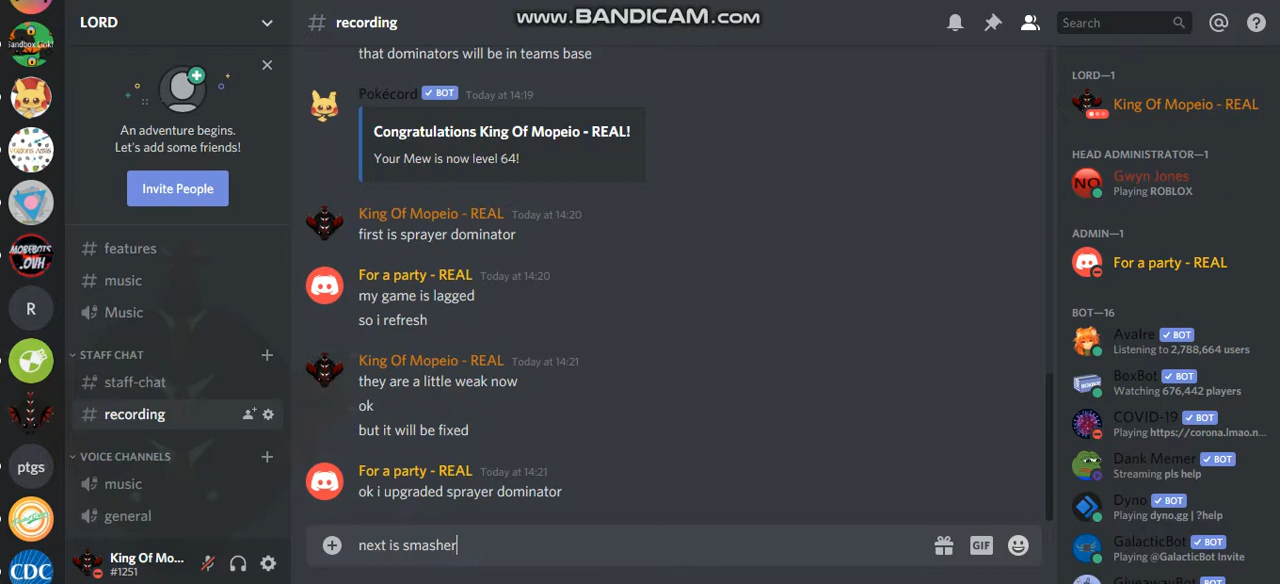 www.BANDICAM.com
Sandbox Link!
MOBEBOTS
.OVH
R
ptgs
CDC
LORD
An adventure begins.
Let's add some friends!
Invite People
features
music
Music
STAFF CHAT
staff-chat
recording
VOICE CHANNELS
music
general
King Of Mo...
#1251
# recording
Search
that dominators will be in teams base
Pokécord BOT Today at 14:19
Congratulations King Of Mopeio - REAL!
Your Mew is now level 64!
King Of Mopeio - REAL Today at 14:20
first is sprayer dominator
For a party - REAL Today at 14:20
my game is lagged
so i refresh
King Of Mopeio - REAL Today at 14:21
they are a little weak now
ok
but it will be fixed
For a party - REAL Today at 14:21
ok i upgraded sprayer dominator
next is smasher
GIF
LORD—1
King Of Mopeio - REAL
HEAD ADMINISTRATOR—1
NO
Gwyn Jones
Playing ROBLOX
ADMIN—1
For a party - REAL
BOT—16
Avaire BOT
Listening to 2,788,664 users
BoxBot BOT
Watching 676,442 players
COVID-19 BOT
Playing https://corona.lmao.n...
Dank Memer BOT
Streaming pls help
Dyno BOT
Playing dyno.gg | ?help
GalacticBot BOT
Playing @GalacticBot Invite
GiveawayBot BOT